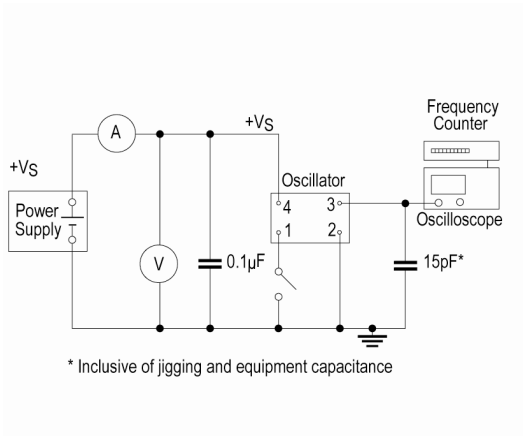 Frequency
Counter
A
+VS
+VS
Oscillator
Power
Supply
4
3
1
2
Oscilloscope
V
0.1µF
15pF*
* Inclusive of jigging and equipment capacitance